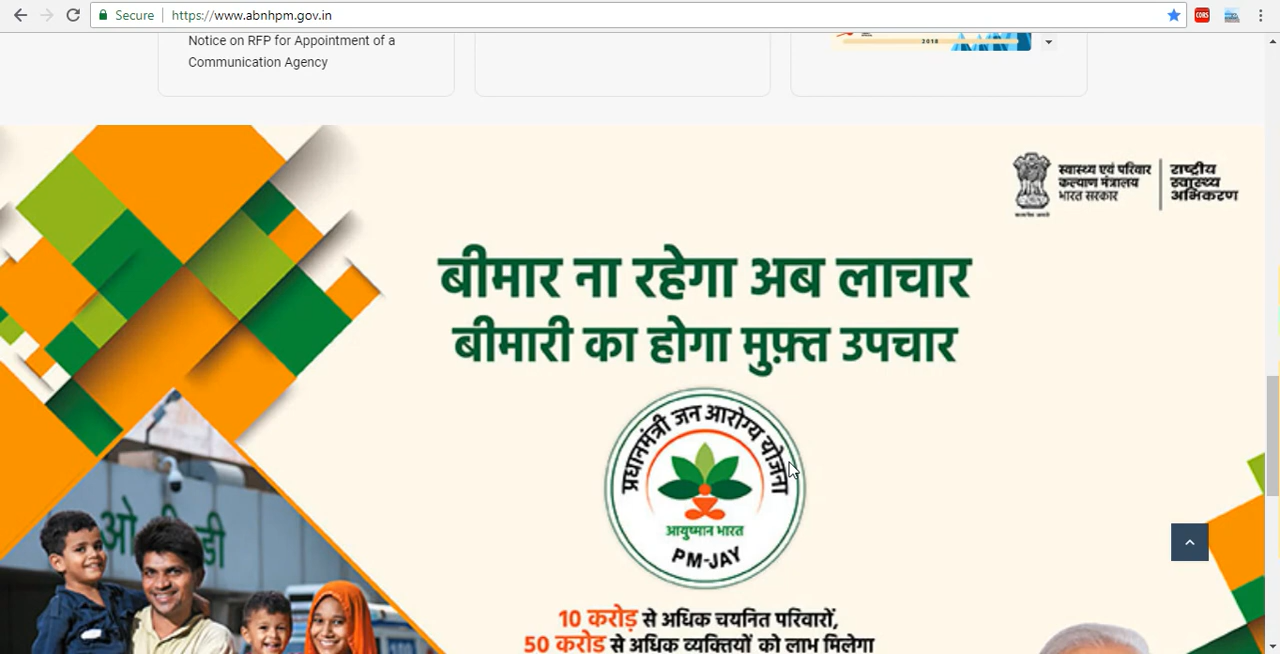 Secure
https://www.abnhpm.gov.in
CORS
Notice on RFP for Appointment of a
Communication Agency
2018
स्वास्थ्य एवं परिवार
कल्याण मंत्रालय
भारत सरकार
राष्ट्रीय
स्वास्थ्य
अभिकरण
बीमार ना रहेगा अब लाचार
बीमारी का होगा मुफ़्त उपचार
प्रधानमंत्री जन आरोग्य योजना
आयुष्मान भारत
PM-JAY
ओ पी डी
10 करोड़ से अधिक चयनित परिवारों,
50 करोड़ से अधिक व्यक्तियों को लाभ मिलेगा